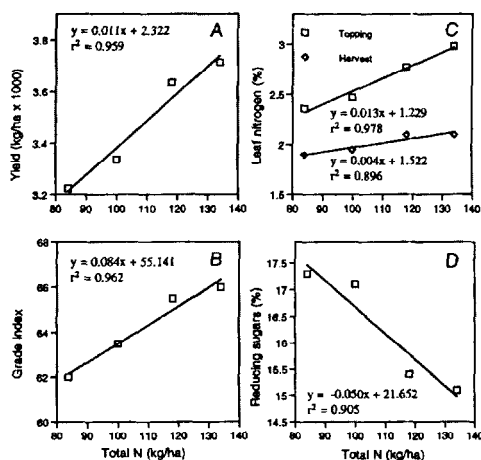 A
y = 0.011x + 2.322
r² = 0.959
Yield (kg/ha x 1000)
3.8
3.6
3.4
3.2
80 90 100 110 120 130 140
C
Topping
Harvest
Leaf nitrogen (%)
3
2.5
2
1.5
y = 0.013x + 1.229
r² = 0.978
y = 0.004x + 1.522
r² = 0.896
80 90 100 110 120 130 140
B
y = 0.084x + 55.141
r² = 0.962
Grade index
68
66
64
62
60
80 90 100 110 120 130 140
Total N (kg/ha)
D
Reducing sugars (%)
17.5
16.5
15.5
14.5
y = -0.050x + 21.652
r² = 0.905
80 90 100 110 120 130 140
Total N (kg/ha)